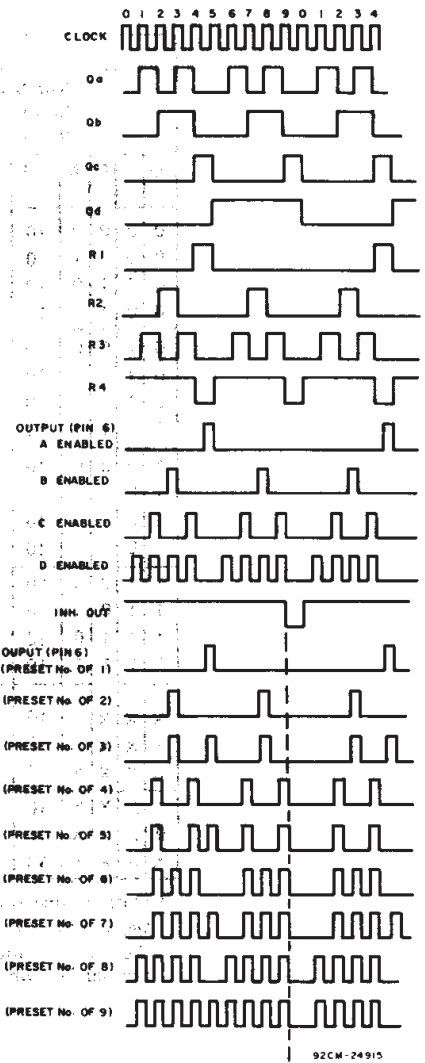 0 1 2 3 4 5 6 7 8 9 0 1 2 3 4
CLOCK
Qa
Qb
Qc
Qd
R1
R2
R3
R4
OUTPUT (PIN 6)
A ENABLED
B ENABLED
C ENABLED
D ENABLED
INH. OUT
OUPUT (PIN6)
(PRESET No. OF 1)
(PRESET No. OF 2)
(PRESET No. OF 3)
(PRESET No. OF 4)
(PRESET No. OF 5)
(PRESET No. OF 6)
(PRESET No. OF 7)
(PRESET No. OF 8)
(PRESET No. OF 9)
92CM-24915